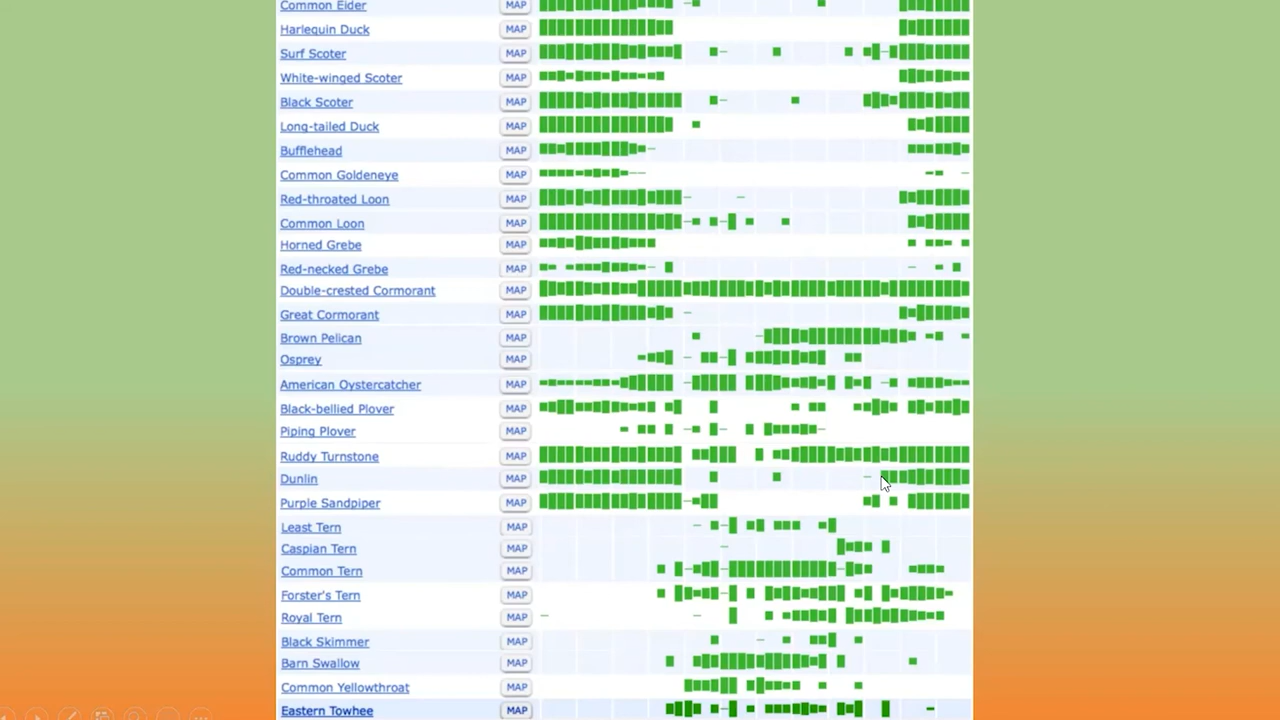 Common Eider MAP
Harlequin Duck MAP
Surf Scoter MAP
White-winged Scoter MAP
Black Scoter MAP
Long-tailed Duck MAP
Bufflehead MAP
Common Goldeneye MAP
Red-throated Loon MAP
Common Loon MAP
Horned Grebe MAP
Red-necked Grebe MAP
Double-crested Cormorant MAP
Great Cormorant MAP
Brown Pelican MAP
Osprey MAP
American Oystercatcher MAP
Black-bellied Plover MAP
Piping Plover MAP
Ruddy Turnstone MAP
Dunlin MAP
Purple Sandpiper MAP
Least Tern MAP
Caspian Tern MAP
Common Tern MAP
Forster's Tern MAP
Royal Tern MAP
Black Skimmer MAP
Barn Swallow MAP
Common Yellowthroat MAP
Eastern Towhee MAP